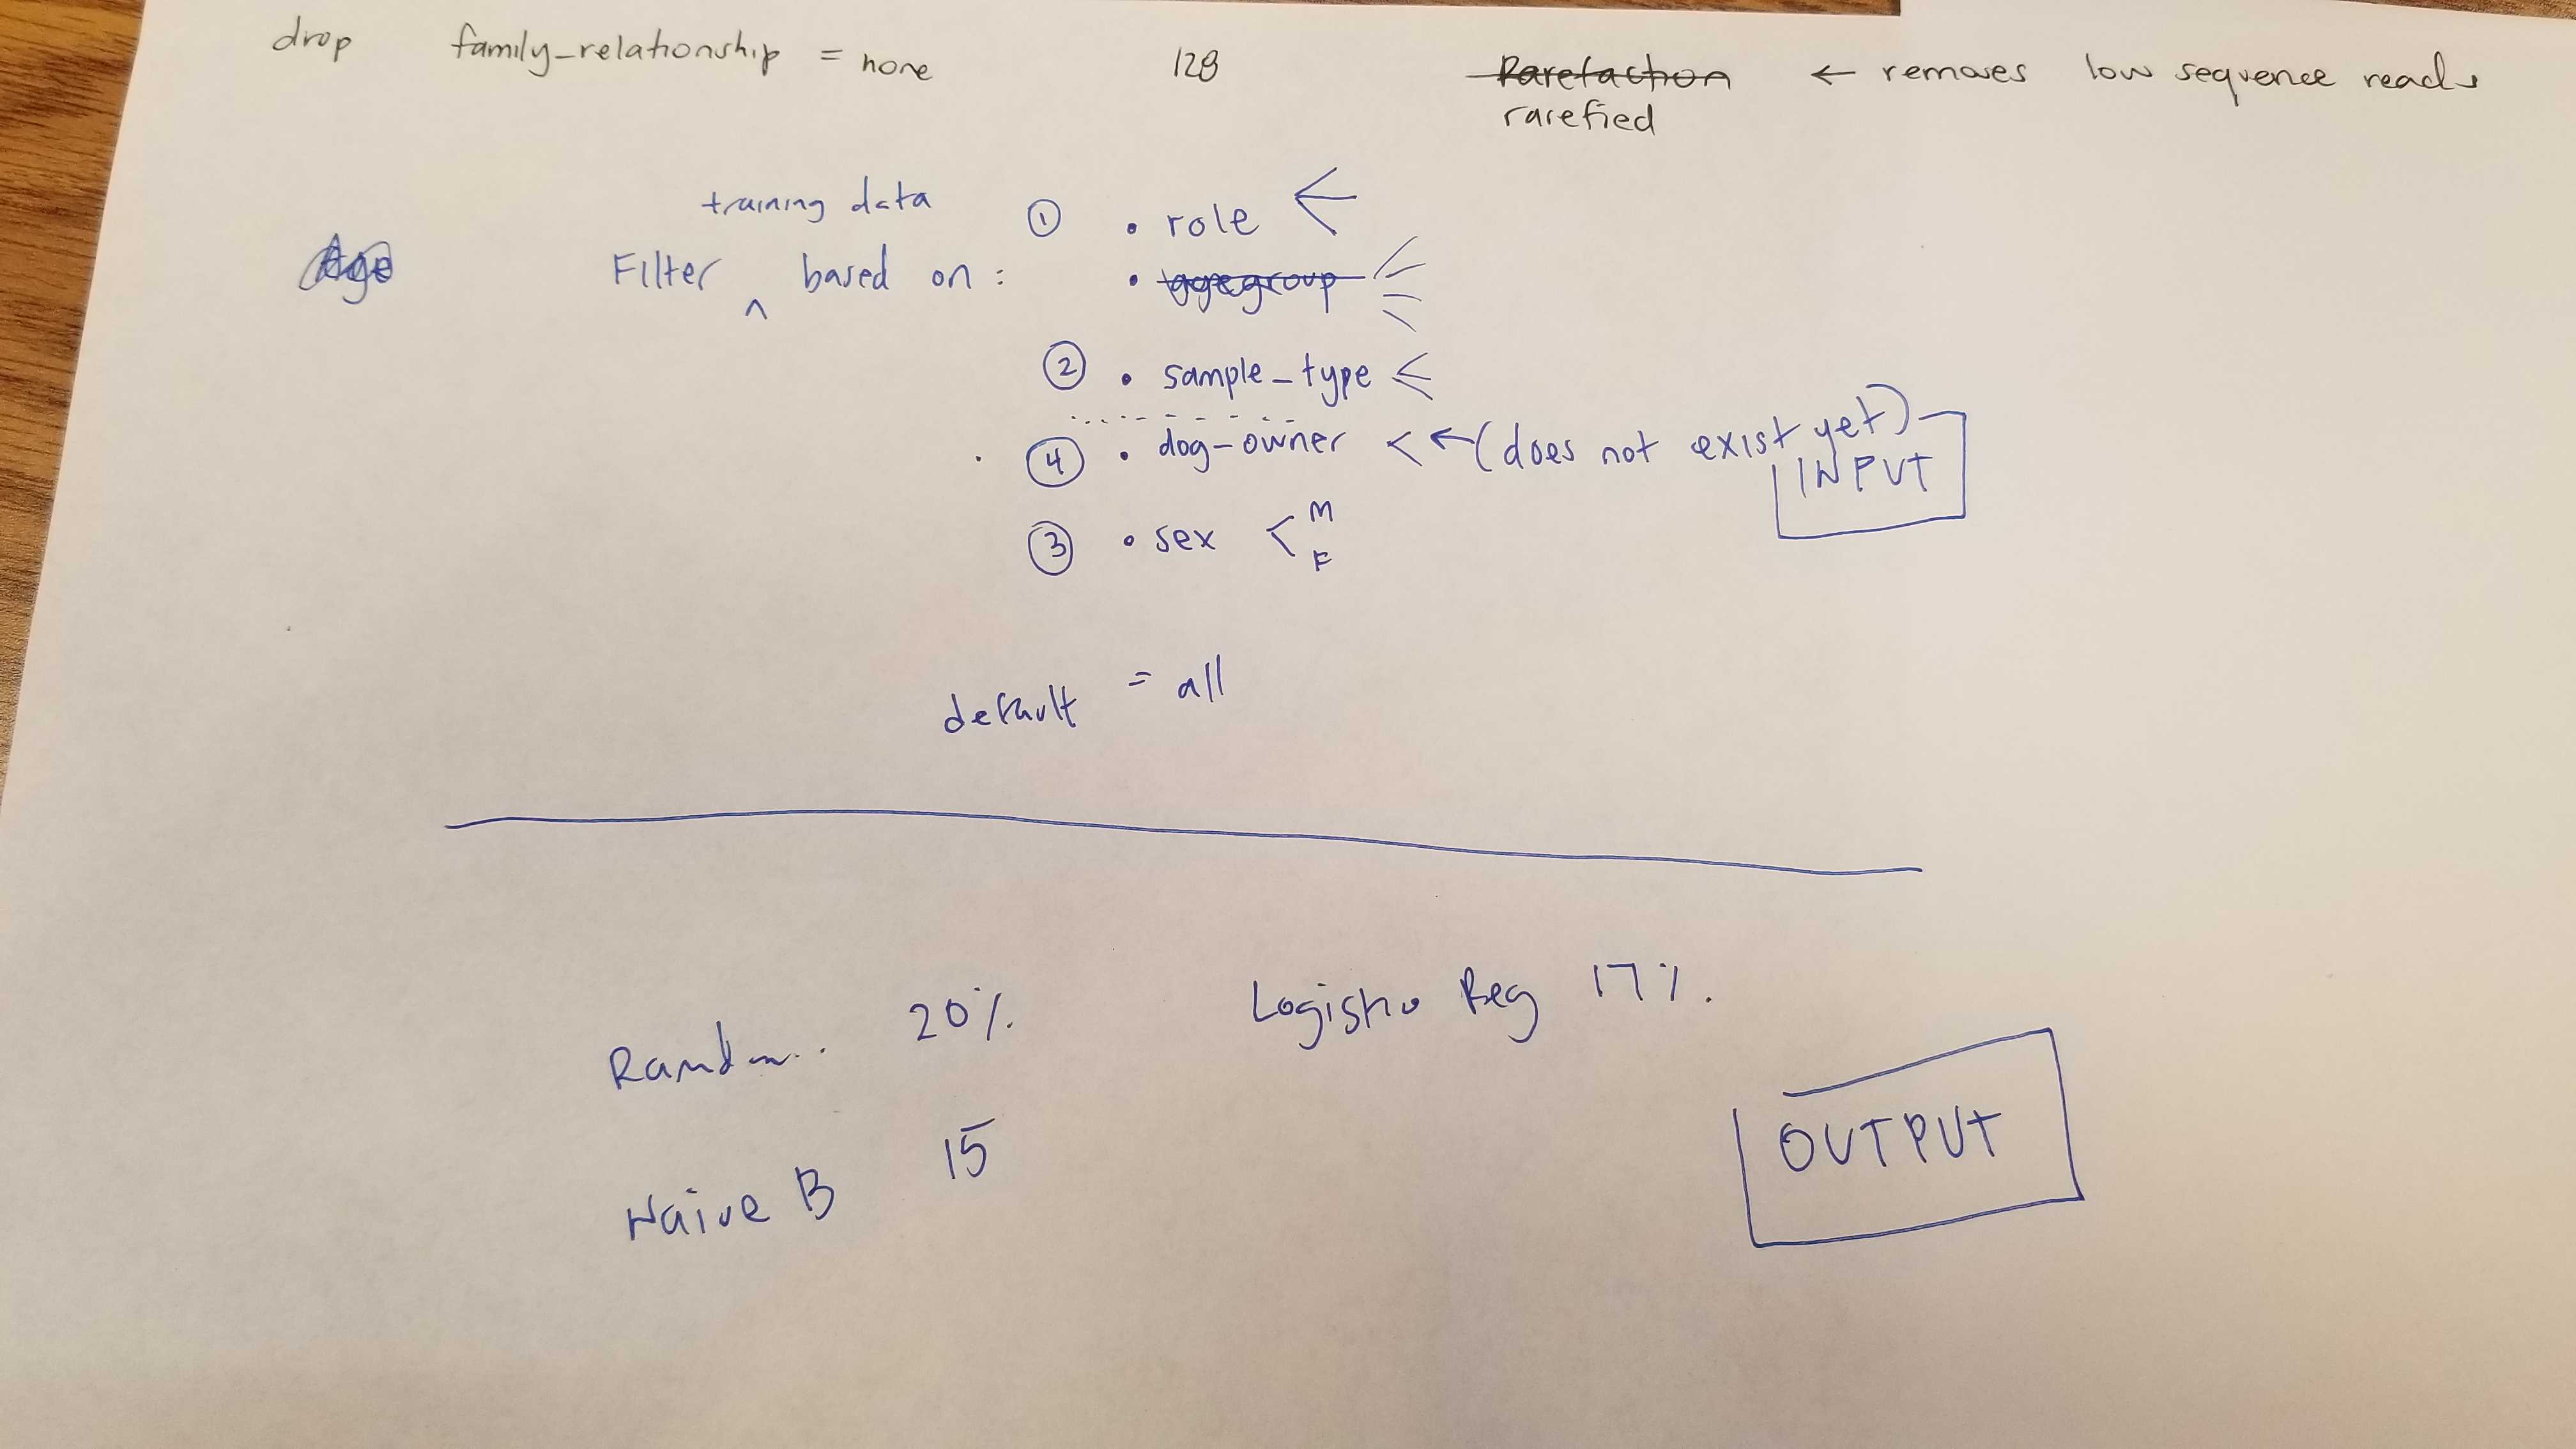 drop family_relationship = none 128 Rarefaction ← removes low sequence reads
rarefied
training data
Age Filter ^ based on :
① • role
• agegroup
② • sample_type
④ • dog-owner ← (does not exist yet)
INPUT
③ • sex < M
F
default = all
Random.. 20% Logistic Reg 17%.
Naive B 15
OUTPUT